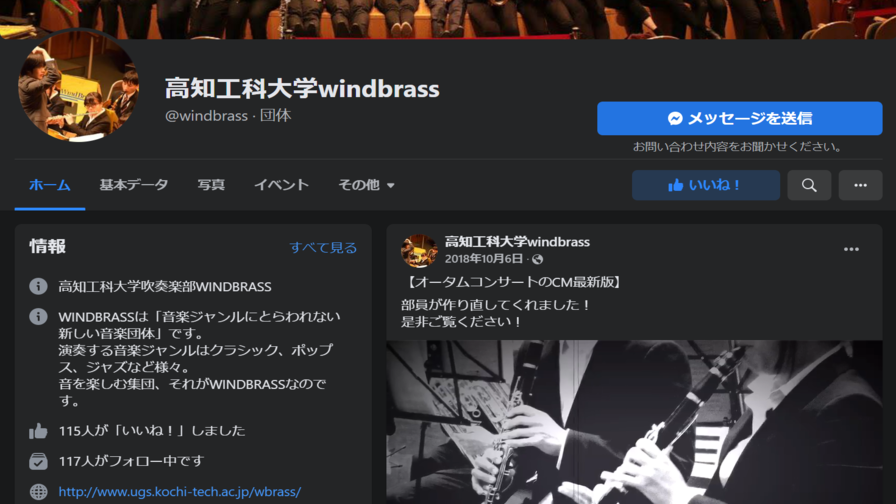 高知工科大学windbrass
@windbrass · 団体
メッセージを送信
お問い合わせ内容をお聞かせください。
ホーム 基本データ 写真 イベント その他
いいね！
情報
すべて見る
高知工科大学吹奏楽部WINDBRASS
WINDBRASSは「音楽ジャンルにとらわれない
新しい音楽団体」です。
演奏する音楽ジャンルはクラシック、ポップ
ス、ジャズなど様々。
音を楽しむ集団、それがWINDBRASSなので
す。
115人が「いいね！」しました
117人がフォロー中です
http://www.ugs.kochi-tech.ac.jp/wbrass/
高知工科大学windbrass
2018年10月6日 ·
【オータムコンサートのCM最新版】
部員が作り直してくれました！
是非ご覧ください！